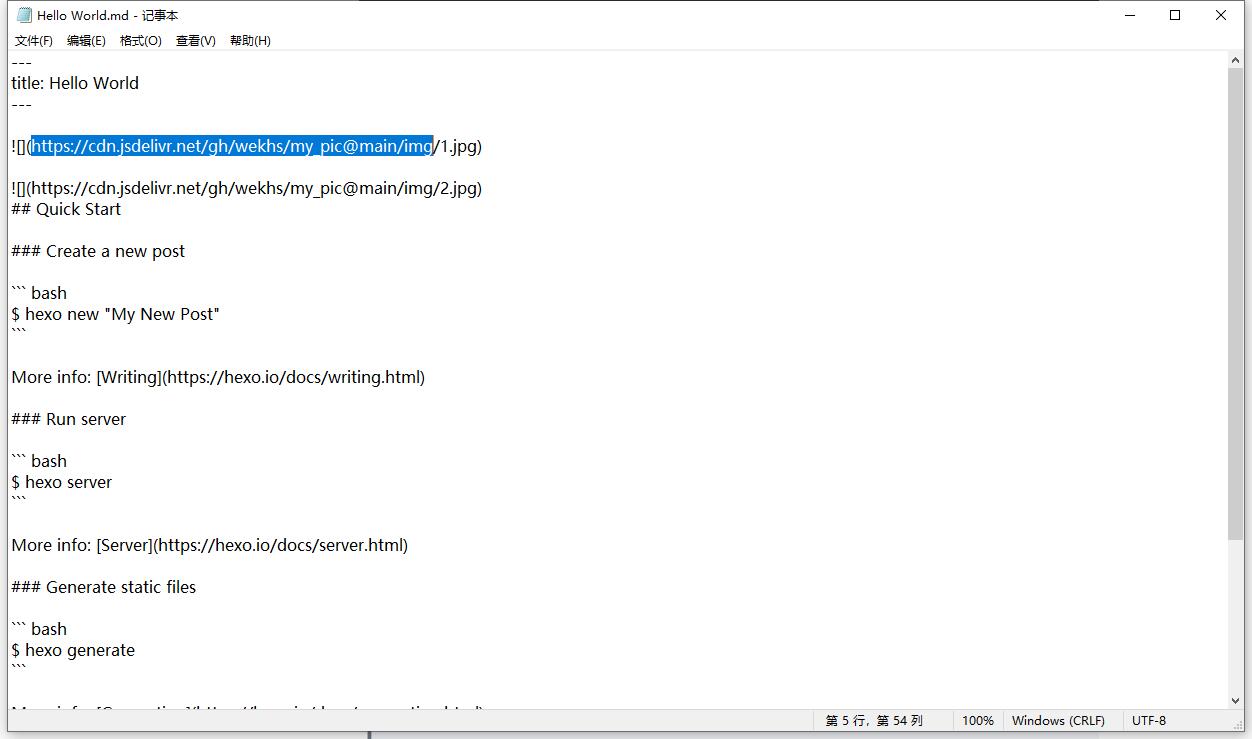 Hello World.md - 记事本
文件(F) 编辑(E) 格式(O) 查看(V) 帮助(H)
---
title: Hello World
---
![](https://cdn.jsdelivr.net/gh/wekhs/my_pic@main/img/1.jpg)
![](https://cdn.jsdelivr.net/gh/wekhs/my_pic@main/img/2.jpg)
## Quick Start
### Create a new post
``` bash
$ hexo new "My New Post"
```
More info: [Writing](https://hexo.io/docs/writing.html)
### Run server
``` bash
$ hexo server
```
More info: [Server](https://hexo.io/docs/server.html)
### Generate static files
``` bash
$ hexo generate
```
第 5 行，第 54 列 100% Windows (CRLF) UTF-8